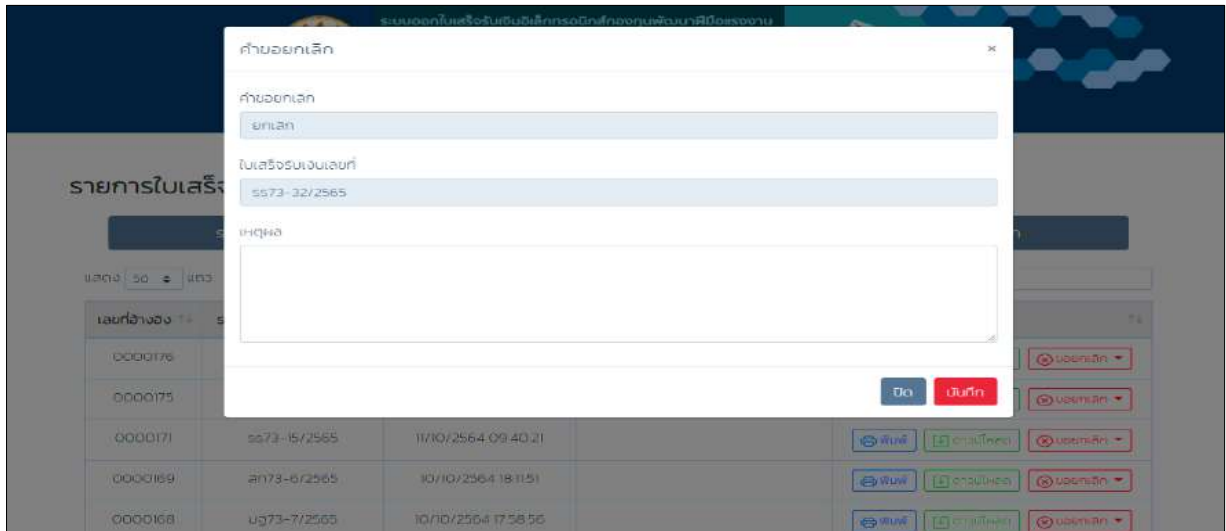 ระบบออกใบเสร็จรับเงินอิเล็กทรอนิกส์กองทุนพัฒนาฝีมือแรงงาน
คำขอยกเลิก ×
คำขอยกเลิก
ยกเลิก
ใบเสร็จรับเงินเลขที่
รร73-32/2565
เหตุผล
ปิด บันทึก
รายการใบเสร็จ
แสดง 50 แถว
เลขที่อ้างอิง
0000176 ขอยกเลิก
0000175 ขอยกเลิก
0000171 รร73-15/2565 11/10/2564 09:40:21 พิมพ์ ดาวน์โหลด ขอยกเลิก
0000169 สก73-6/2565 10/10/2564 18:11:51 พิมพ์ ดาวน์โหลด ขอยกเลิก
0000168 บฐ73-7/2565 10/10/2564 17:58:56 พิมพ์ ดาวน์โหลด ขอยกเลิก